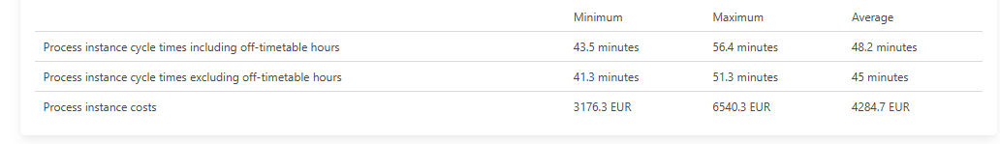 Minimum Maximum Average
Process instance cycle times including off-timetable hours 43.5 minutes 56.4 minutes 48.2 minutes
Process instance cycle times excluding off-timetable hours 41.3 minutes 51.3 minutes 45 minutes
Process instance costs 3176.3 EUR 6540.3 EUR 4284.7 EUR